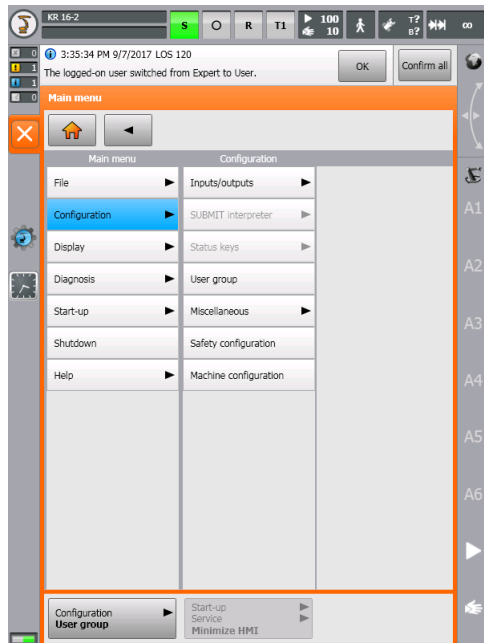 KR 16-2
S O R T1 100 10 T? B? ∞
0
1
1
0
3:35:34 PM 9/7/2017 LOS 120
The logged-on user switched from Expert to User.
OK
Confirm all
Main menu
Main menu
Configuration
File
Inputs/outputs
Configuration
SUBMIT interpreter
Display
Status keys
Diagnosis
User group
Start-up
Miscellaneous
Shutdown
Safety configuration
Help
Machine configuration
A1
A2
A3
A4
A5
A6
Configuration
User group
Start-up
Service
Minimize HMI